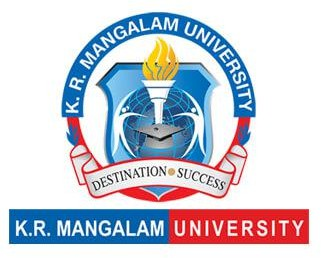 K. R. MANGALAM UNIVERSITY
DESTINATION • SUCCESS
K.R. MANGALAM UNIVERSITY